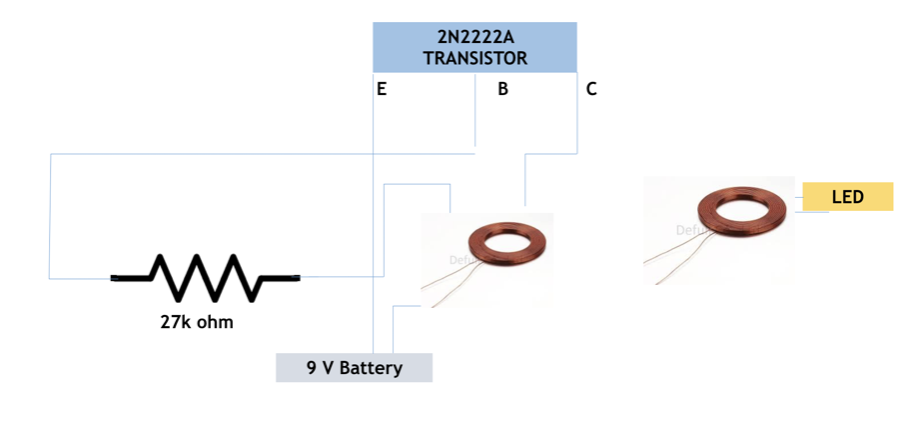 2N2222A
TRANSISTOR
E
B
C
LED
27k ohm
9 V Battery